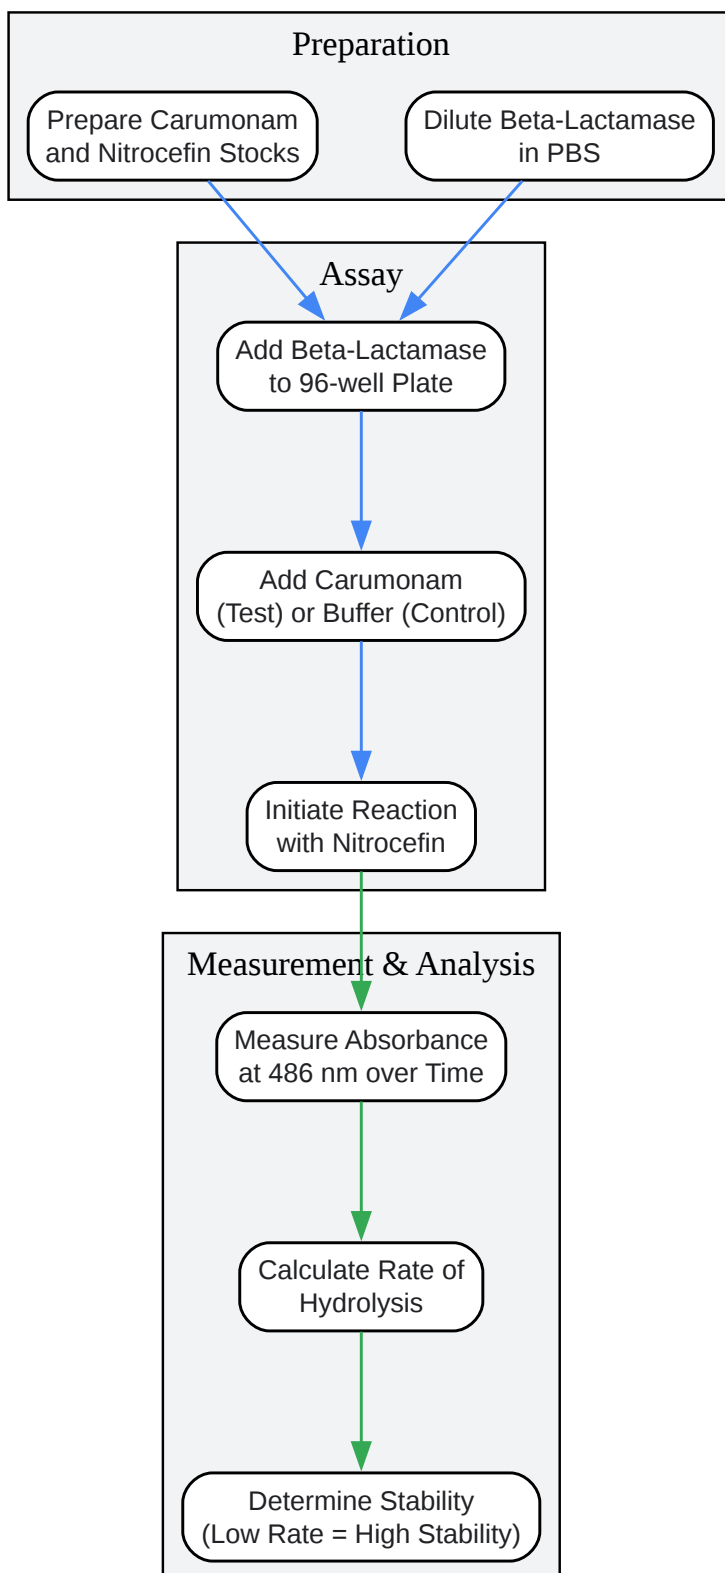 Preparation
Prepare Carumonam
and Nitrocefin Stocks
Dilute Beta-Lactamase
in PBS
Assay
Add Beta-Lactamase
to 96-well Plate
Add Carumonam
(Test) or Buffer (Control)
Initiate Reaction
with Nitrocefin
Measurement & Analysis
Measure Absorbance
at 486 nm over Time
Calculate Rate of
Hydrolysis
Determine Stability
(Low Rate = High Stability)